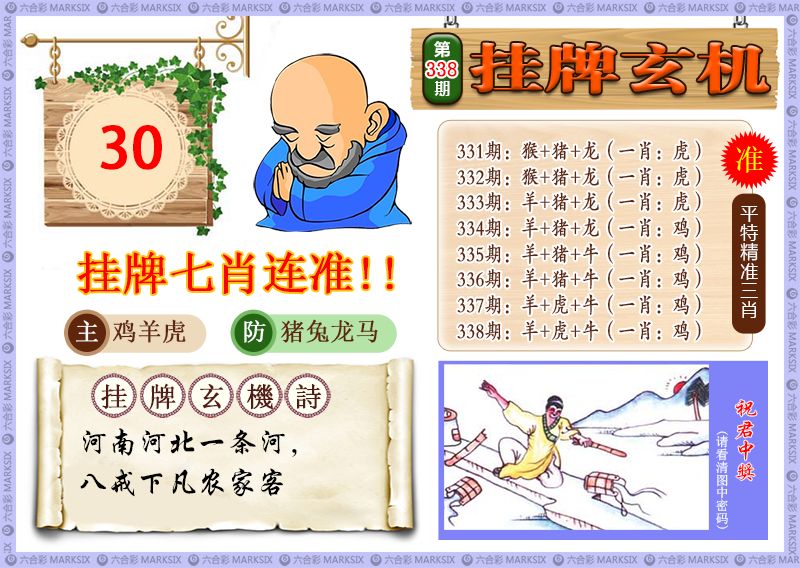 六合彩 MARKSIX
第338期
挂牌玄机
30
挂牌七肖连准!!
主 鸡羊虎
防 猪兔龙马
挂牌玄機詩
河南河北一条河，
八戒下凡农家客
331期：猴+猪+龙（一肖：虎）
332期：猴+猪+龙（一肖：虎）
333期：羊+猪+龙（一肖：虎）
334期：羊+猪+龙（一肖：鸡）
335期：羊+猪+牛（一肖：鸡）
336期：羊+猪+牛（一肖：鸡）
337期：羊+虎+牛（一肖：鸡）
338期：羊+虎+牛（一肖：鸡）
准
平特精准三肖
祝君中奖
(请看清图中密码)